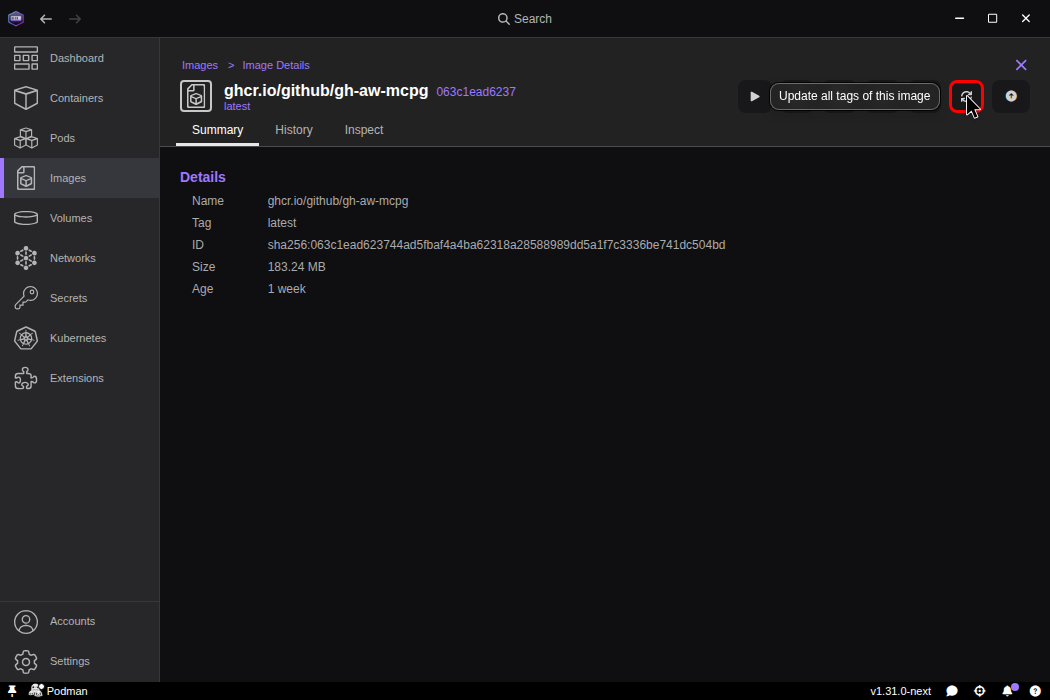 Search
Dashboard
Containers
Pods
Images
Volumes
Networks
Secrets
Kubernetes
Extensions
Accounts
Settings
Images > Image Details
ghcr.io/github/gh-aw-mcpg 063c1ead6237
latest
Update all tags of this image
Summary History Inspect
Details
Name ghcr.io/github/gh-aw-mcpg
Tag latest
ID sha256:063c1ead623744ad5fbaf4a4ba62318a28588989dd5a1f7c3336be741dc504bd
Size 183.24 MB
Age 1 week
Podman
v1.31.0-next